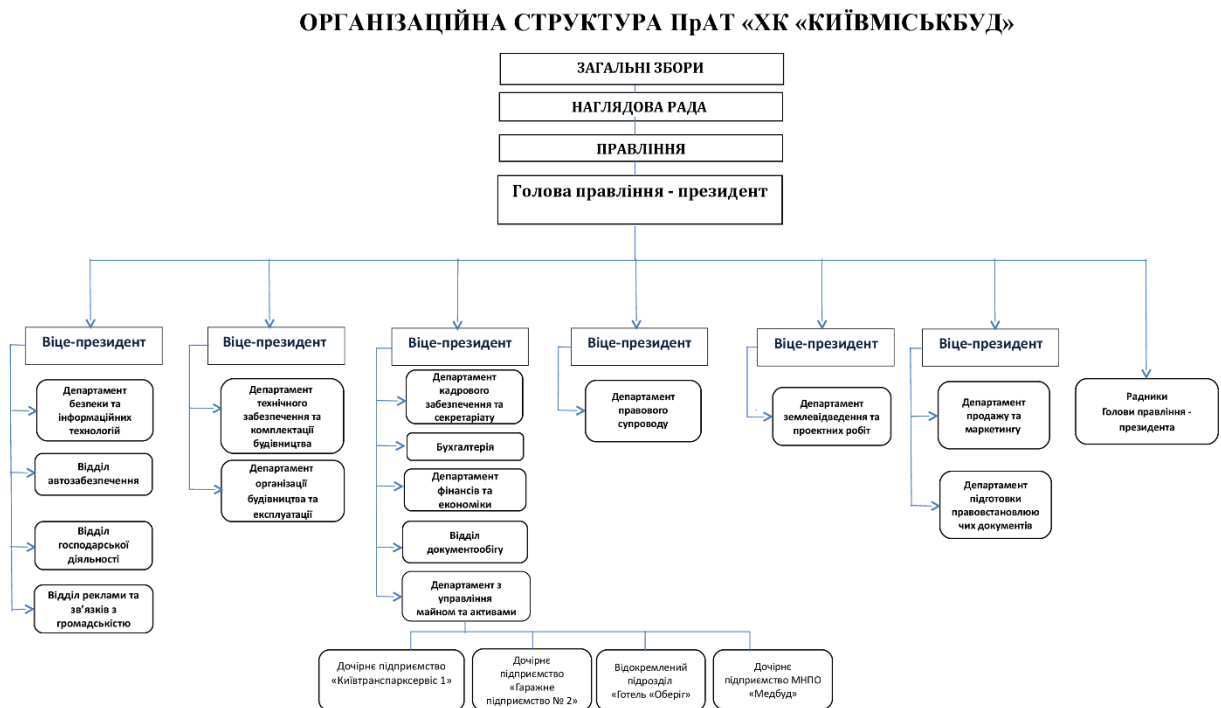 ОРГАНІЗАЦІЙНА СТРУКТУРА ПрАТ «ХК «КИЇВМІСЬКБУД»
ЗАГАЛЬНІ ЗБОРИ
НАГЛЯДОВА РАДА
ПРАВЛІННЯ
Голова правління - президент
Віце-президент
Департамент
безпеки та
інформаційних
технологій
Відділ
автозабезпечення
Відділ
господарської
діяльності
Відділ реклами та
зв’язків з
громадськістю
Віце-президент
Департамент
технічного
забезпечення та
комплектації
будівництва
Департамент
організації
будівництва та
експлуатації
Віце-президент
Департамент
кадрового
забезпечення та
секретаріату
Бухгалтерія
Департамент
фінансів та
економіки
Відділ
документообігу
Департамент з
управління
майном та активами
Дочірнє підприємство
«Київтранспарксервіс 1»
Дочірнє
підприємство
«Гаражне
підприємство № 2»
Відокремлений
підрозділ
«Готель «Оберіг»
Дочірнє
підприємство МНПО
«Медбуд»
Віце-президент
Департамент
правового
супроводу
Віце-президент
Департамент
землевідведення та
проектних робіт
Віце-президент
Департамент
продажу та
маркетингу
Департамент
підготовки
правовстановлюю
чих документів
Радники
Голови правління -
президента